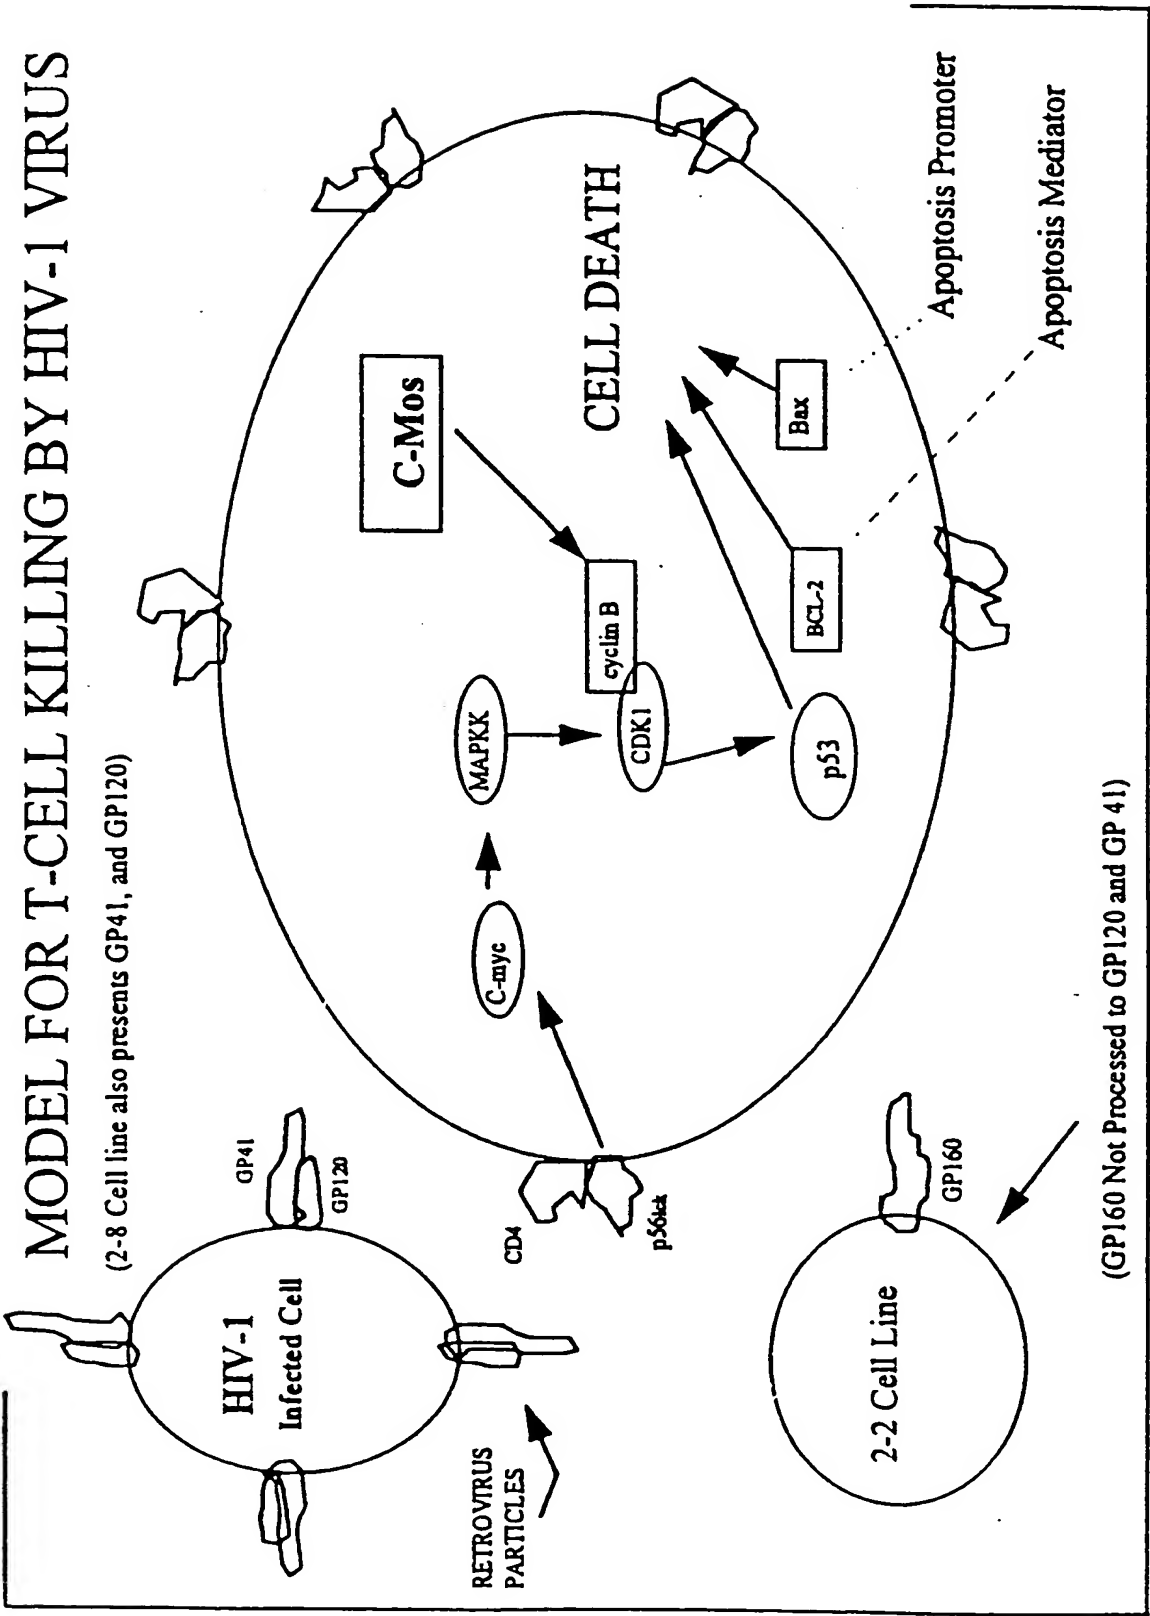 MODEL FOR T-CELL KILLING BY HIV-1 VIRUS
(2-8 Cell line also presents GP41, and GP120)
GP41
GP120
HIV-1
Infected Cell
RETROVIRUS
PARTICLES
CD4
p56lck
C-myc
MAPKK
C-Mos
cyclin B
CDK1
CELL DEATH
p53
BCL-2
Bax
Apoptosis Promoter
Apoptosis Mediator
2-2 Cell Line
GP160
(GP160 Not Processed to GP120 and GP 41)